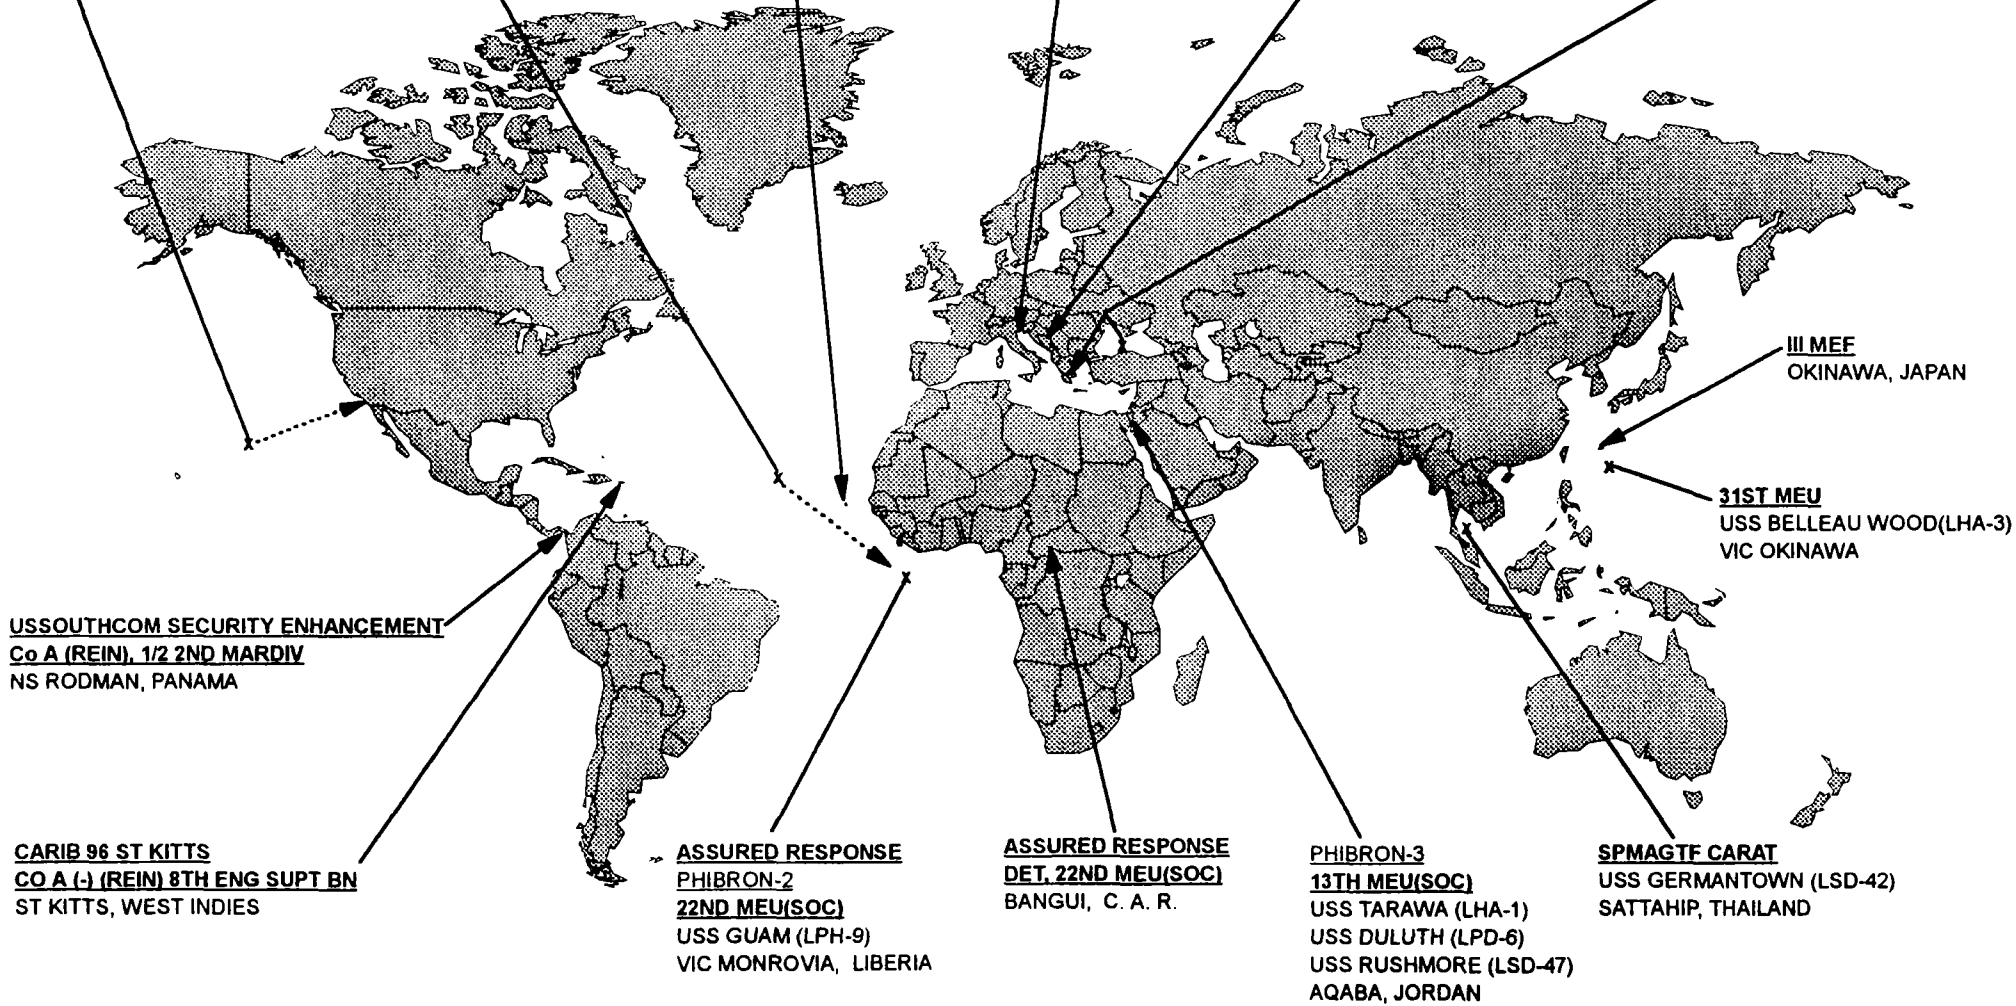 III MEF
OKINAWA, JAPAN
31ST MEU
USS BELLEAU WOOD(LHA-3)
VIC OKINAWA
USSOUTHCOM SECURITY ENHANCEMENT
Co A (REIN), 1/2 2ND MARDIV
NS RODMAN, PANAMA
CARIB 96 ST KITTS
CO A (-) (REIN) 8TH ENG SUPT BN
ST KITTS, WEST INDIES
ASSURED RESPONSE
PHIBRON-2
22ND MEU(SOC)
USS GUAM (LPH-9)
VIC MONROVIA, LIBERIA
ASSURED RESPONSE
DET, 22ND MEU(SOC)
BANGUI, C. A. R.
PHIBRON-3
13TH MEU(SOC)
USS TARAWA (LHA-1)
USS DULUTH (LPD-6)
USS RUSHMORE (LSD-47)
AQABA, JORDAN
SPMAGTF CARAT
USS GERMANTOWN (LSD-42)
SATTAHIP, THAILAND